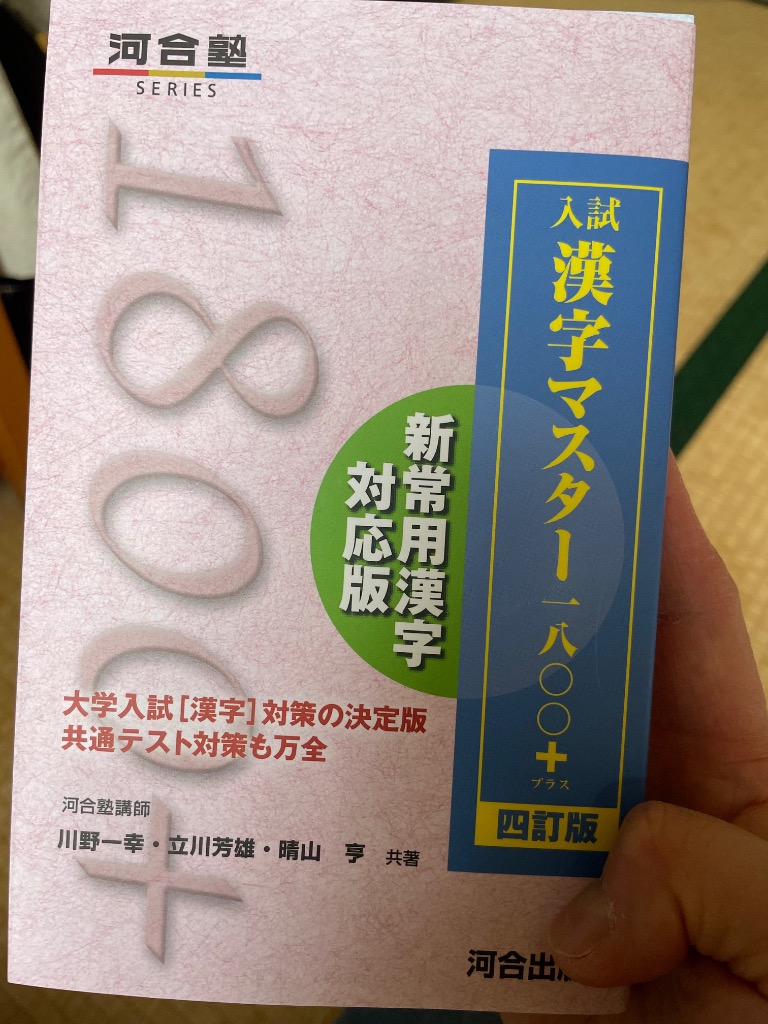 河合塾
SERIES
1800+
入試
漢字マスター一八〇〇+
プラス
四訂版
新常用漢字
対応版
大学入試[漢字]対策の決定版
共通テスト対策も万全
河合塾講師
川野一幸・立川芳雄・晴山 亨 共著
河合出